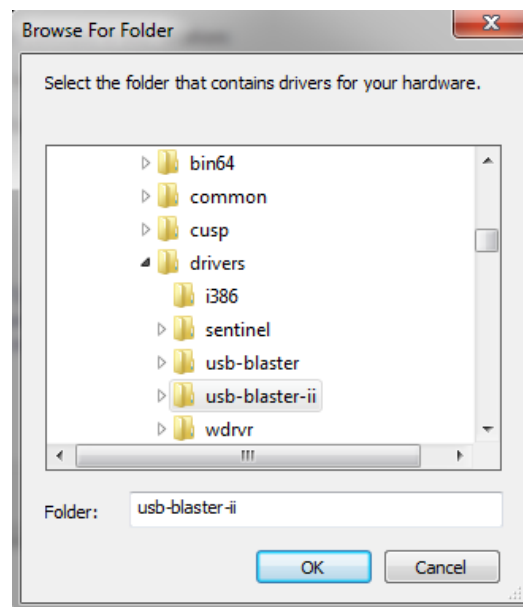 Browse For Folder
Select the folder that contains drivers for your hardware.
bin64
common
cusp
drivers
i386
sentinel
usb-blaster
usb-blaster-ii
wdrvr
Folder: usb-blaster-ii
OK Cancel